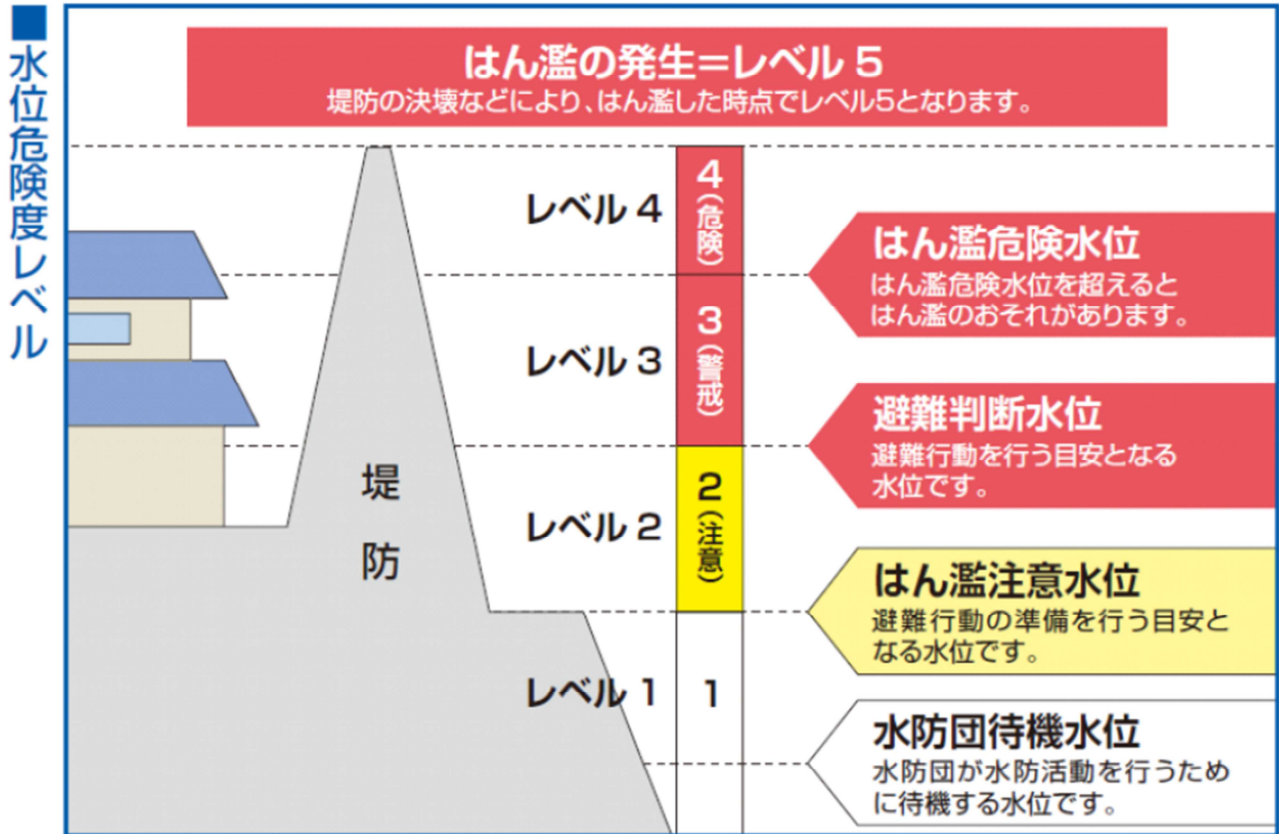 ■水位危険度レベル
はん濫の発生=レベル 5
堤防の決壊などにより、はん濫した時点でレベル5となります。
レベル 4
4(危険)
はん濫危険水位
はん濫危険水位を超えると
はん濫のおそれがあります。
レベル 3
3(警戒)
避難判断水位
避難行動を行う目安となる
水位です。
堤防
レベル 2
2(注意)
はん濫注意水位
避難行動の準備を行う目安と
なる水位です。
レベル 1
1
水防団待機水位
水防団が水防活動を行うため
に待機する水位です。